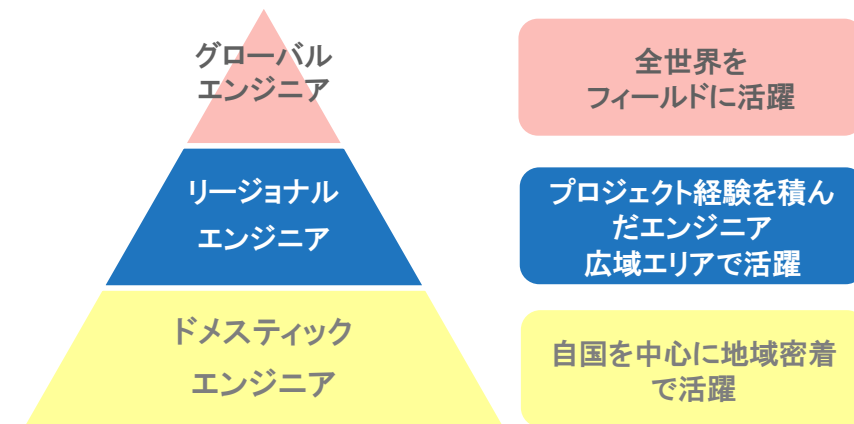 グローバル
エンジニア
全世界を
フィールドに活躍
リージョナル
エンジニア
プロジェクト経験を積ん
だエンジニア
広域エリアで活躍
ドメスティック
エンジニア
自国を中心に地域密着
で活躍